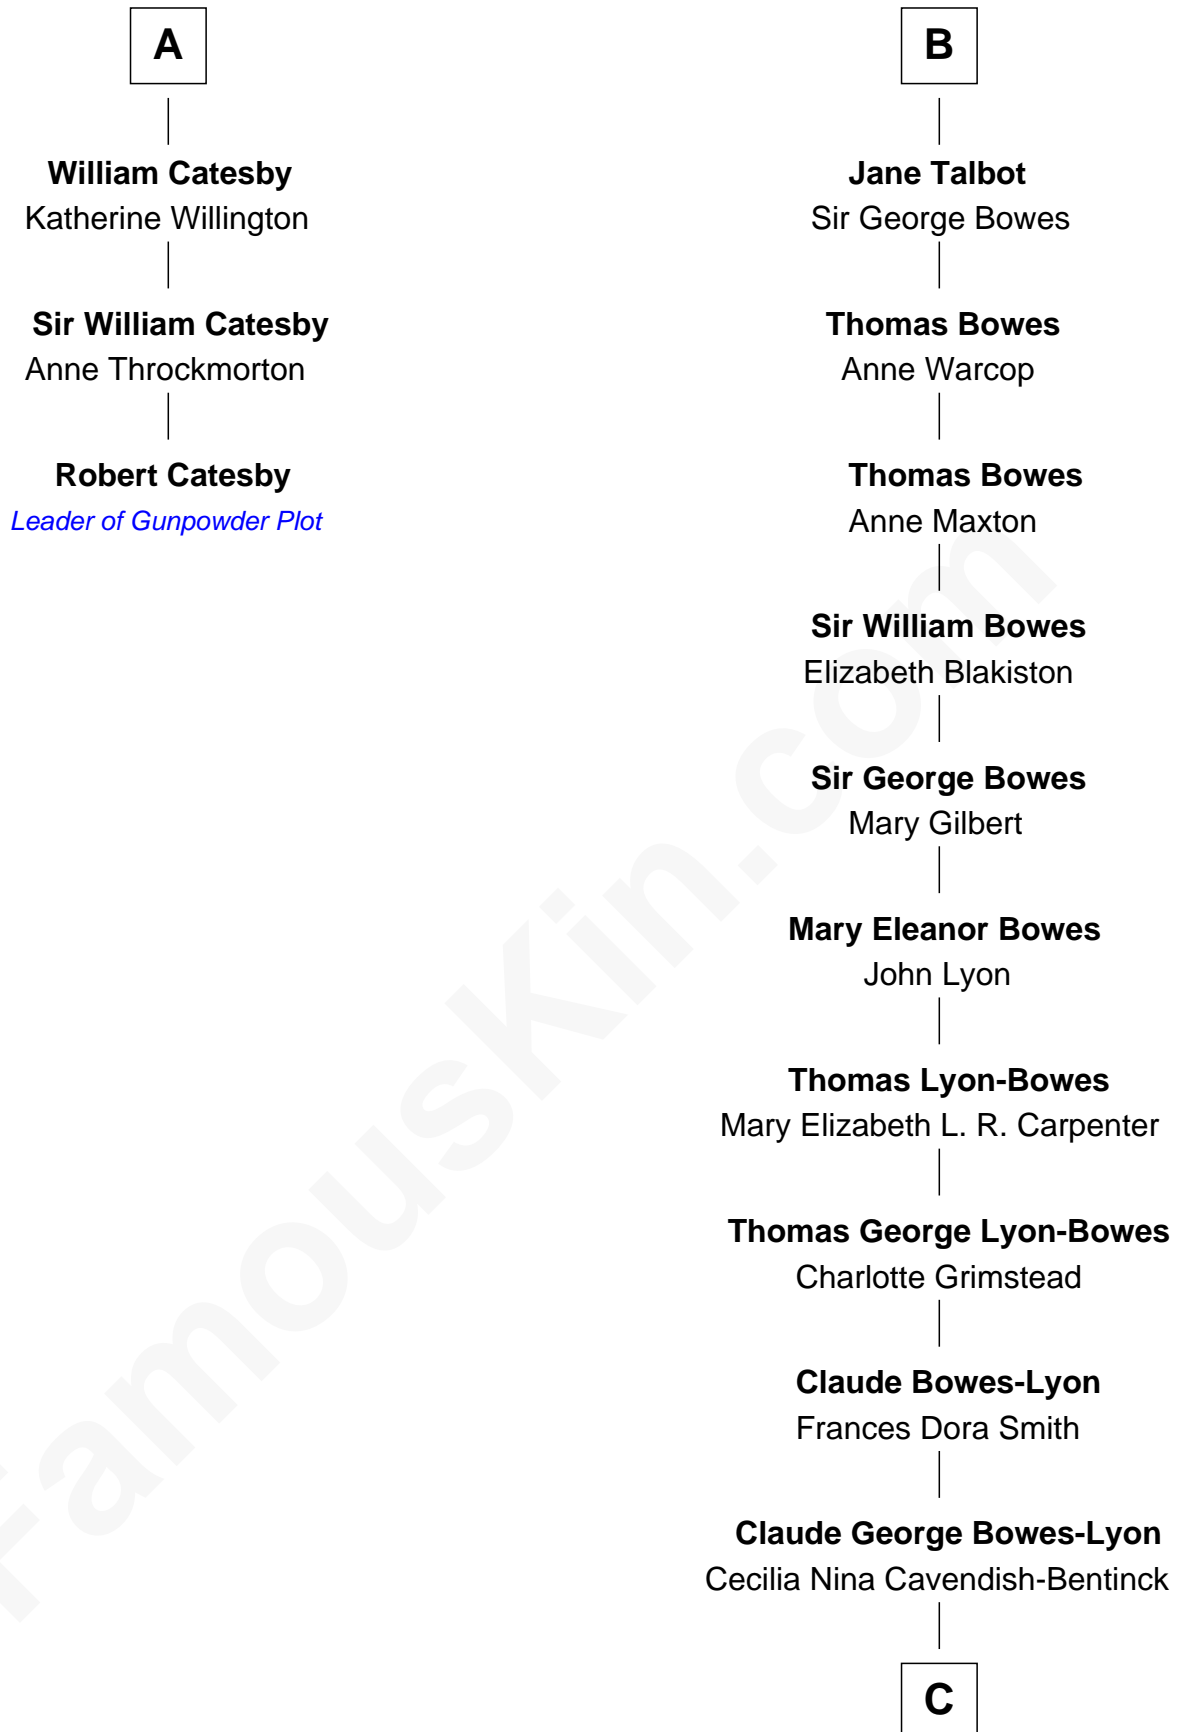 A
William Catesby
Katherine Willington
Sir William Catesby
Anne Throckmorton
Robert Catesby
Leader of Gunpowder Plot
B
Jane Talbot
Sir George Bowes
Thomas Bowes
Anne Warcop
Thomas Bowes
Anne Maxton
Sir William Bowes
Elizabeth Blakiston
Sir George Bowes
Mary Gilbert
Mary Eleanor Bowes
John Lyon
Thomas Lyon-Bowes
Mary Elizabeth L. R. Carpenter
Thomas George Lyon-Bowes
Charlotte Grimstead
Claude Bowes-Lyon
Frances Dora Smith
Claude George Bowes-Lyon
Cecilia Nina Cavendish-Bentinck
C
FamousKin.com